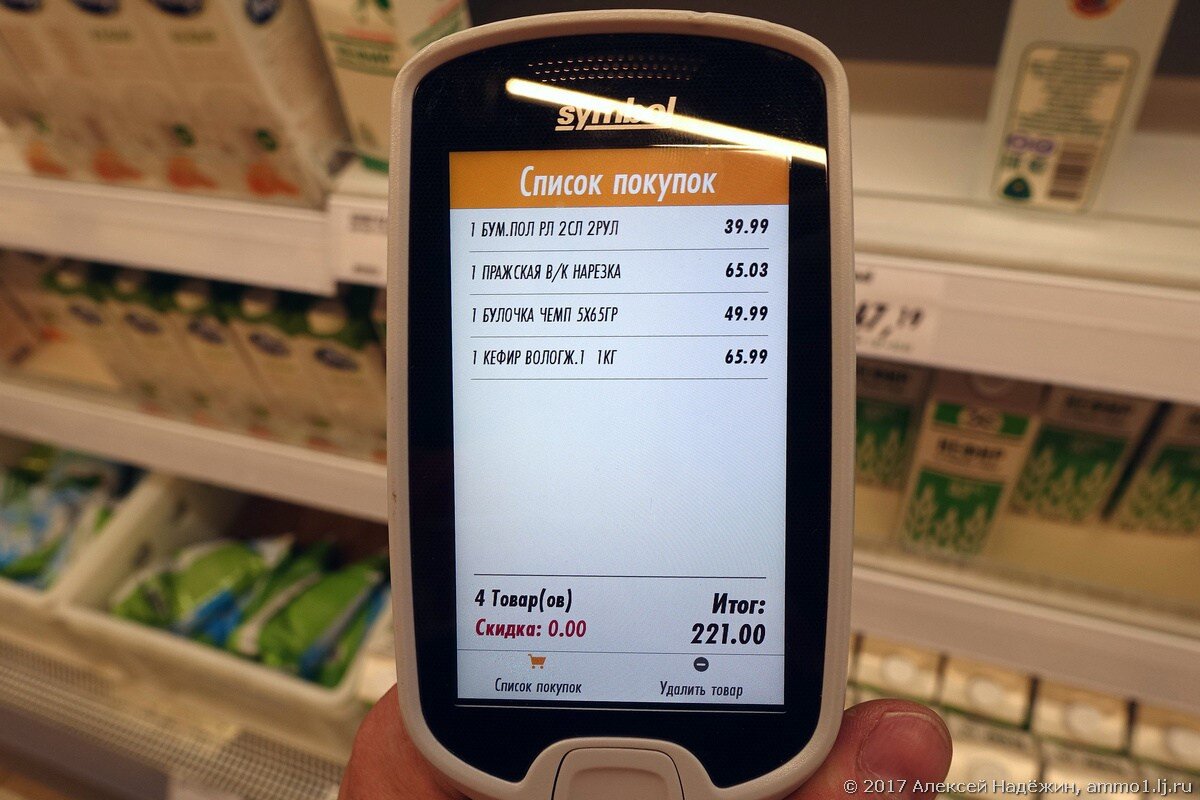 symbol
Список покупок
1 БУМ.ПОЛ РЛ 2СЛ 2РУЛ 39.99
1 ПРАЖСКАЯ В/К НАРЕЗКА 65.03
1 БУЛОЧКА ЧЕМП 5Х65ГР 49.99
1 КЕФИР ВОЛОГЖ.1 1КГ 65.99
4 Товар(ов) Итог:
Скидка: 0.00 221.00
Список покупок Удалить товар
КЕФИР
© 2017 Алексей Надёжин, ammo1.lj.ru